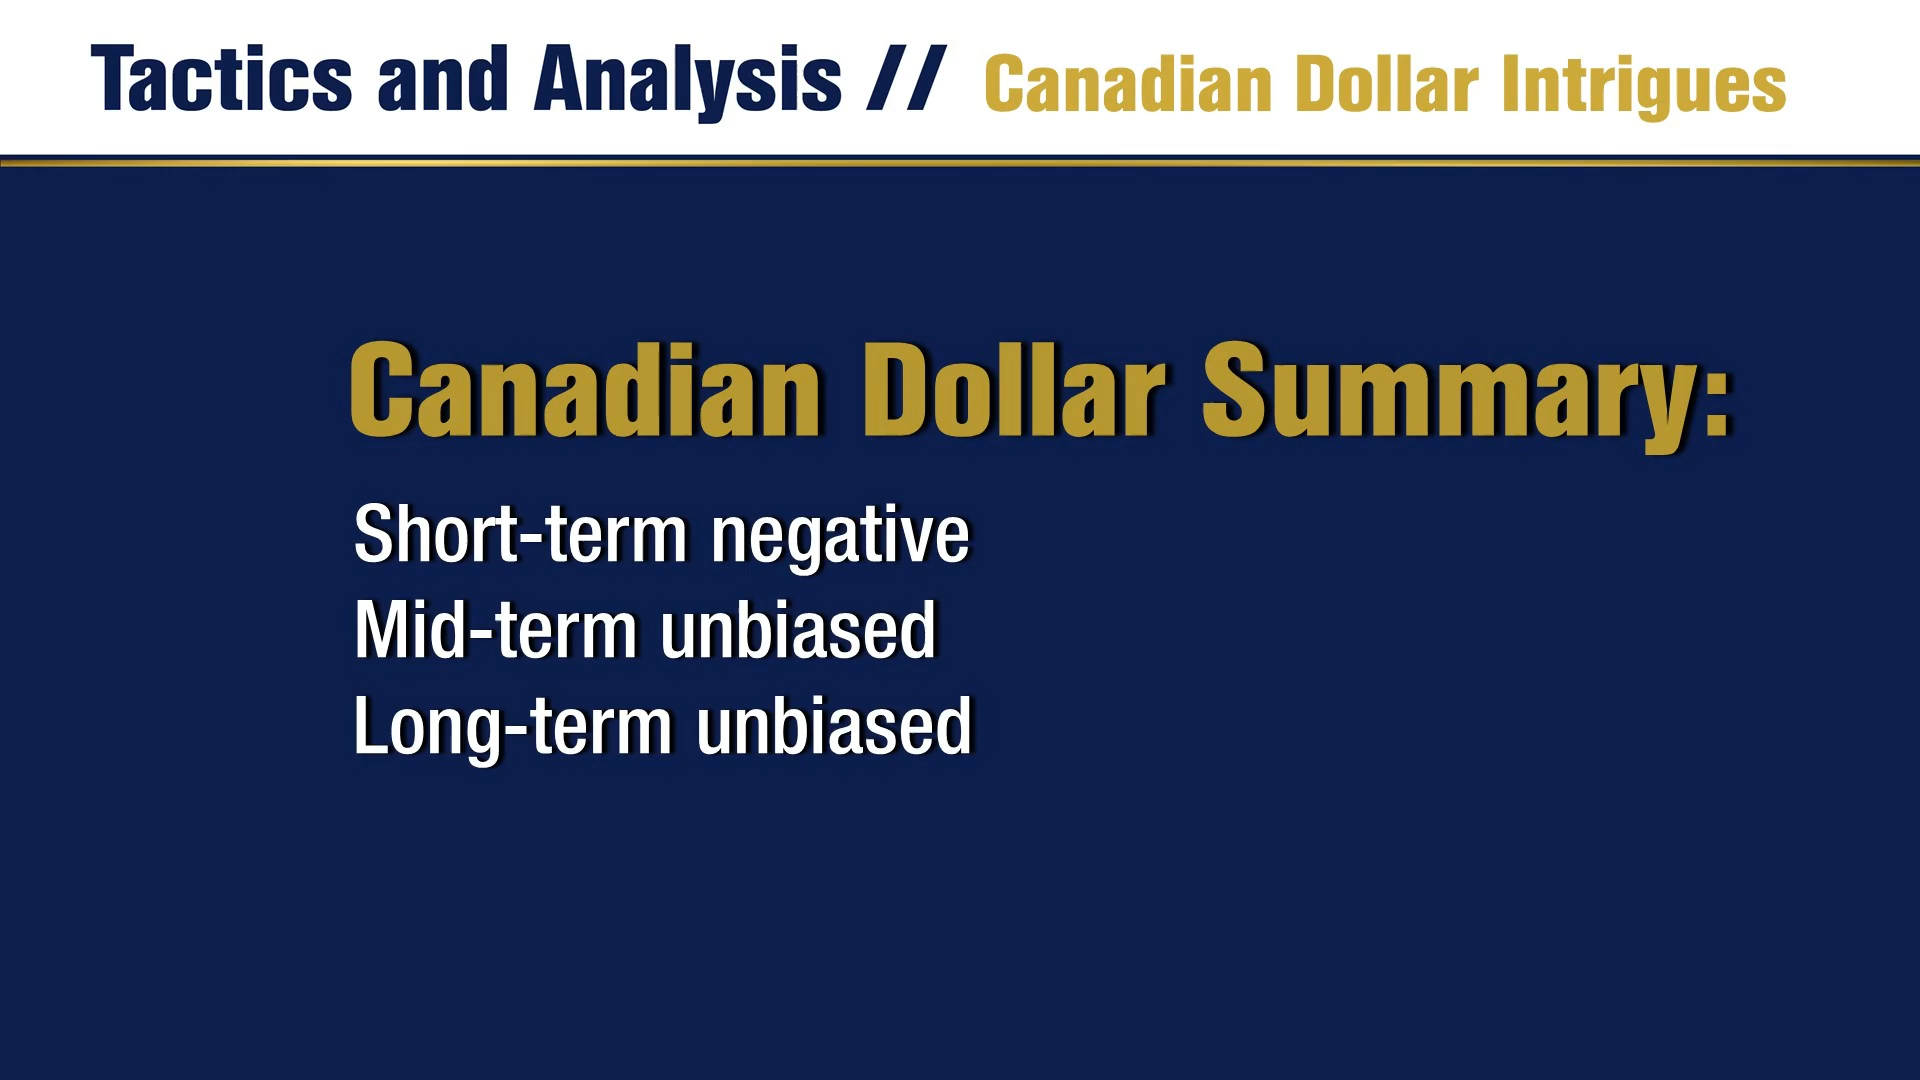 Tactics and Analysis // Canadian Dollar Intrigues
Canadian Dollar Summary:
Short-term negative
Mid-term unbiased
Long-term unbiased